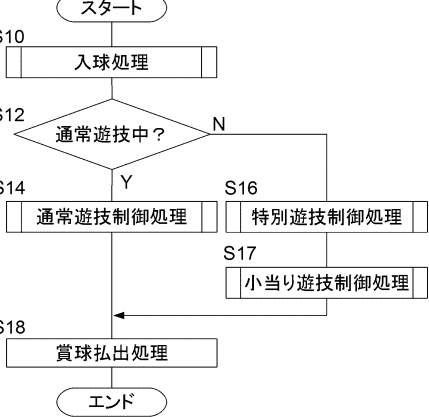 スタート
S10
入球処理
S12
通常遊技中？
N
Y
S14
通常遊技制御処理
S16
特別遊技制御処理
S17
小当り遊技制御処理
S18
賞球払出処理
エンド